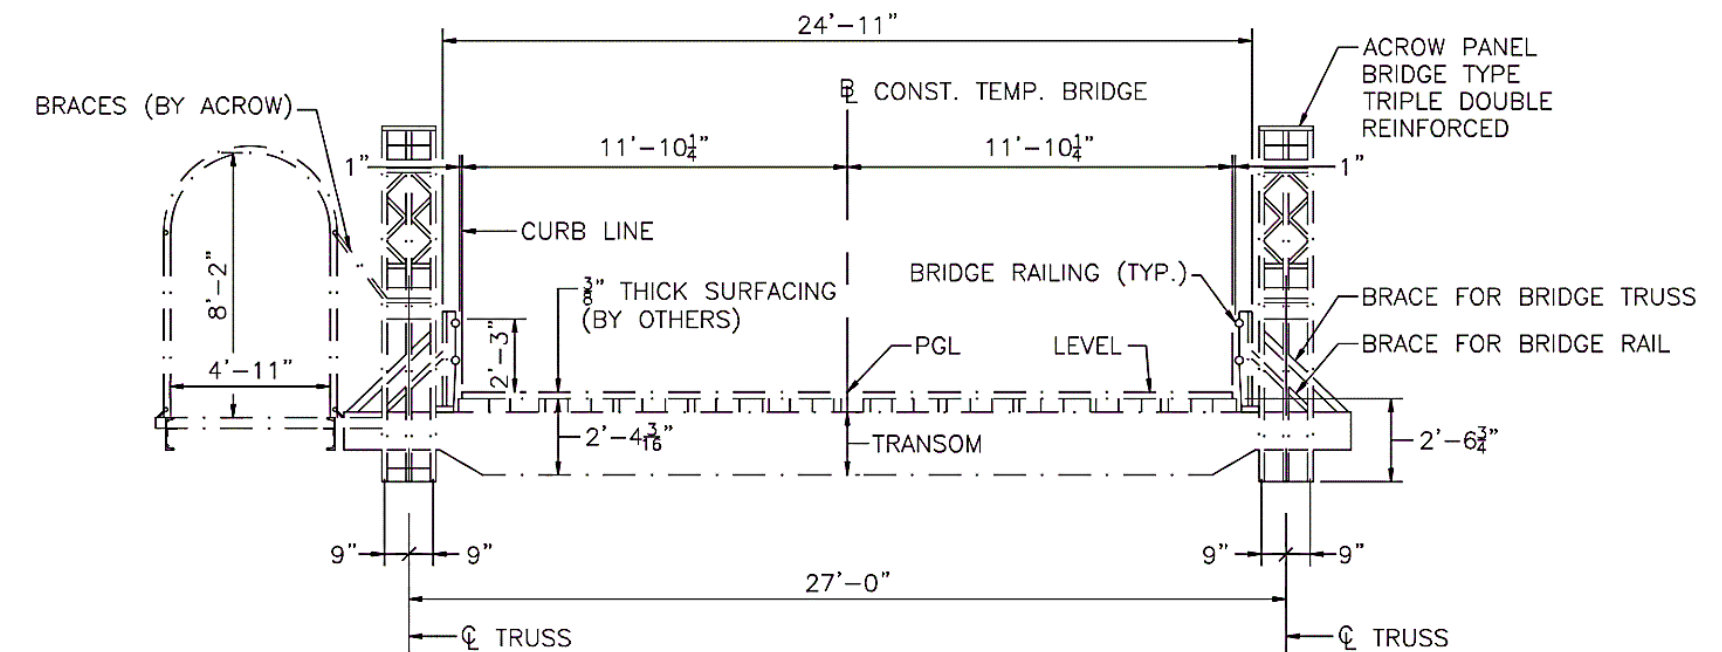 24'-11"
ACROW PANEL
BRIDGE TYPE
TRIPLE DOUBLE
REINFORCED
BRACES (BY ACROW)
℄ CONST. TEMP. BRIDGE
1"
11'-10¼"
11'-10¼"
1"
CURB LINE
8'-2"
BRIDGE RAILING (TYP.)
⅜" THICK SURFACING
(BY OTHERS)
BRACE FOR BRIDGE TRUSS
2'-3"
PGL
LEVEL
BRACE FOR BRIDGE RAIL
4'-11"
2'-4 3/16"
TRANSOM
2'-6¾"
9"
9"
9"
9"
27'-0"
℄ TRUSS
℄ TRUSS